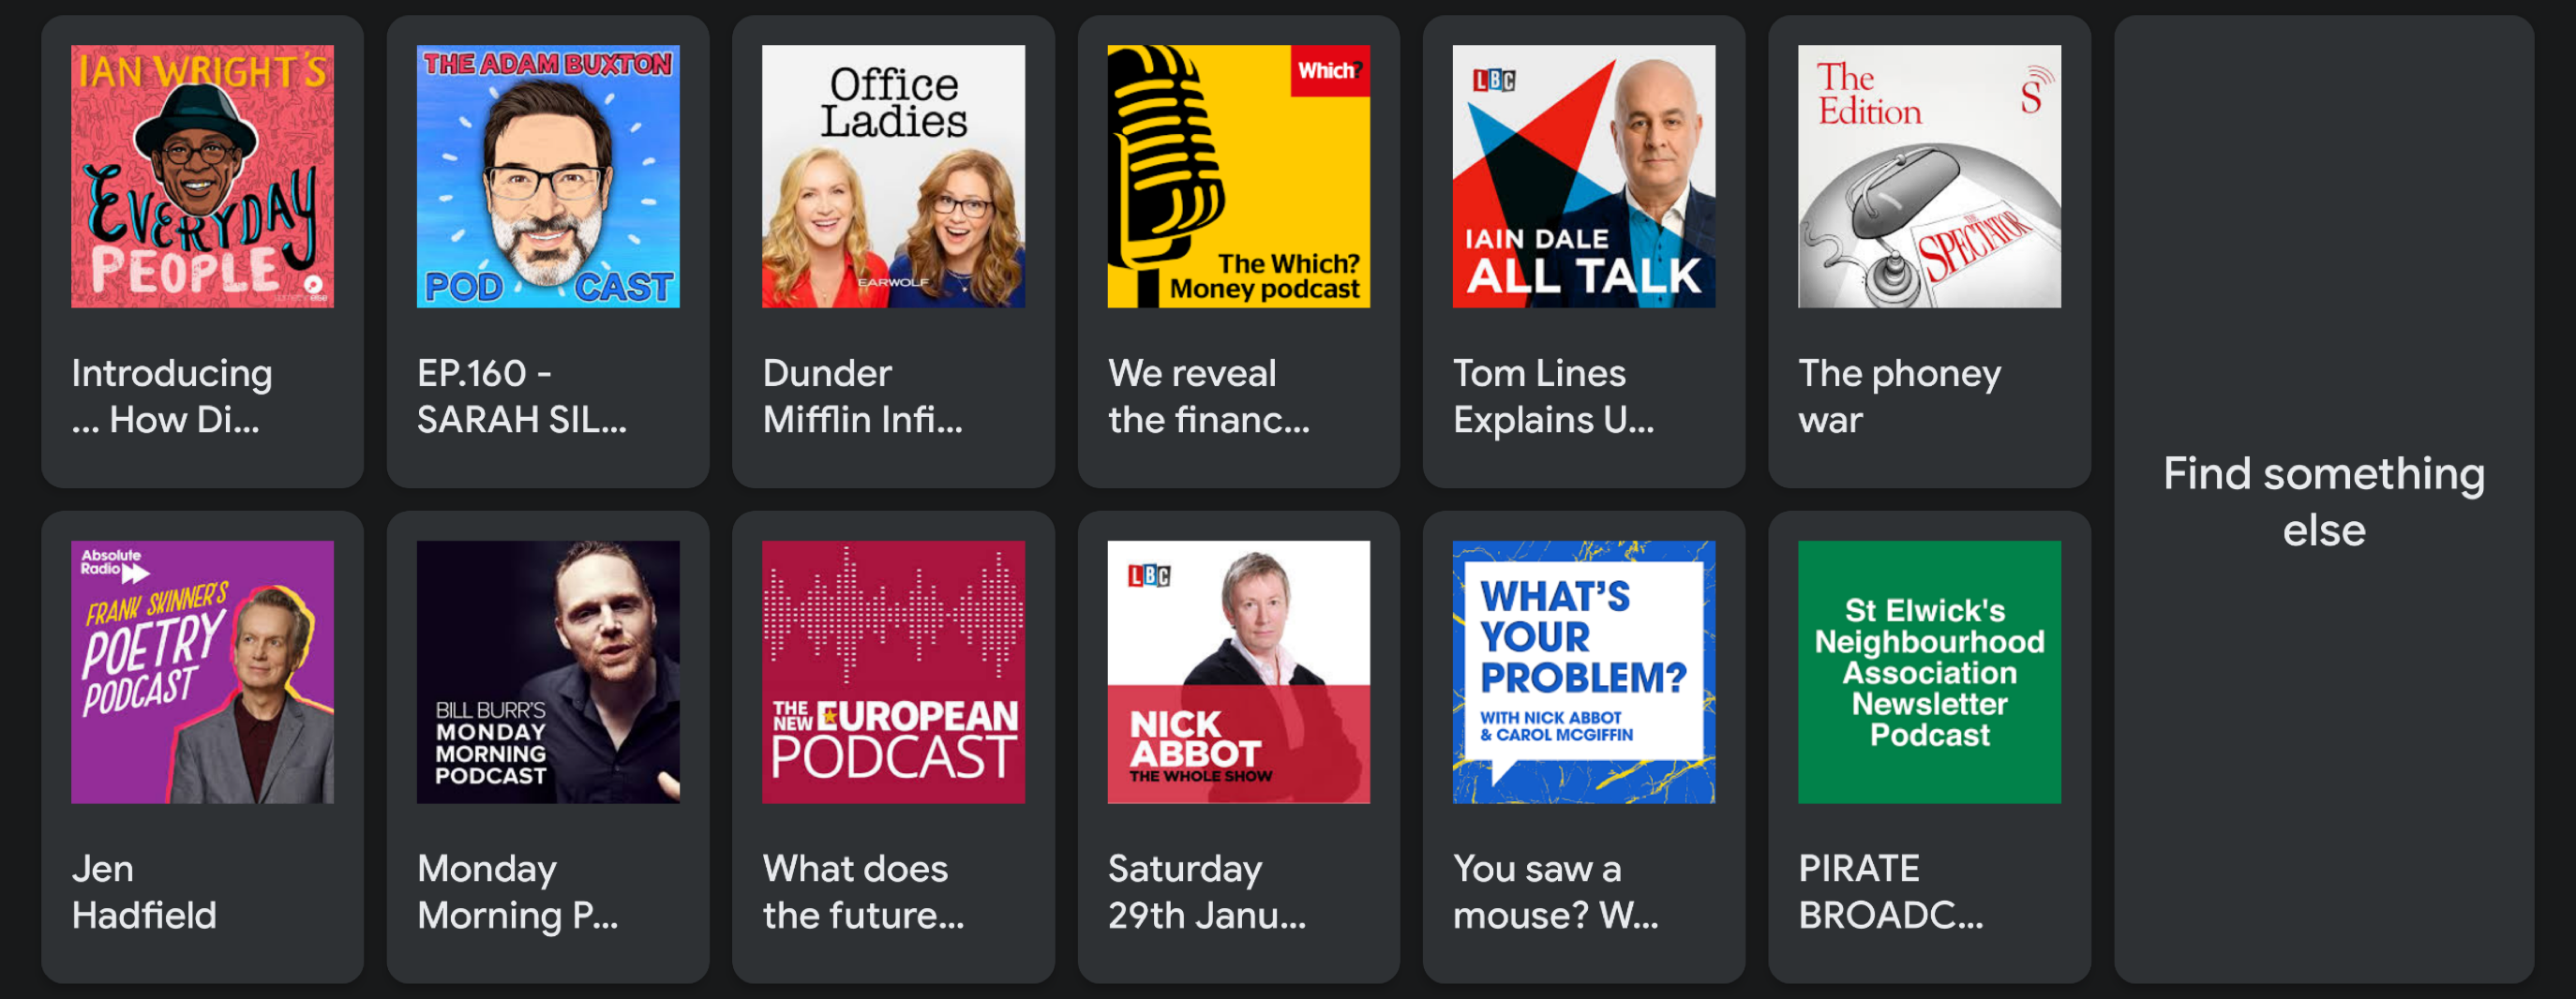 IAN WRIGHT'S
EVERYDAY
PEOPLE
somethinelse
Introducing
... How Di...
THE ADAM BUXTON
POD CAST
EP.160 -
SARAH SIL...
Office
Ladies
EARWOLF
Dunder
Mifflin Infi...
Which?
The Which?
Money podcast
We reveal
the financ...
LBC
IAIN DALE
ALL TALK
Tom Lines
Explains U...
The
Edition
S
THE
SPECTATOR
The phoney
war
Find something
else
Absolute
Radio
FRANK SKINNER'S
POETRY
PODCAST
Jen
Hadfield
BILL BURR'S
MONDAY
MORNING
PODCAST
Monday
Morning P...
THE NEW EUROPEAN
PODCAST
What does
the future...
LBC
NICK
ABBOT
THE WHOLE SHOW
Saturday
29th Janu...
WHAT'S
YOUR
PROBLEM?
WITH NICK ABBOT
& CAROL MCGIFFIN
You saw a
mouse? W...
St Elwick's
Neighbourhood
Association
Newsletter
Podcast
PIRATE
BROADC...